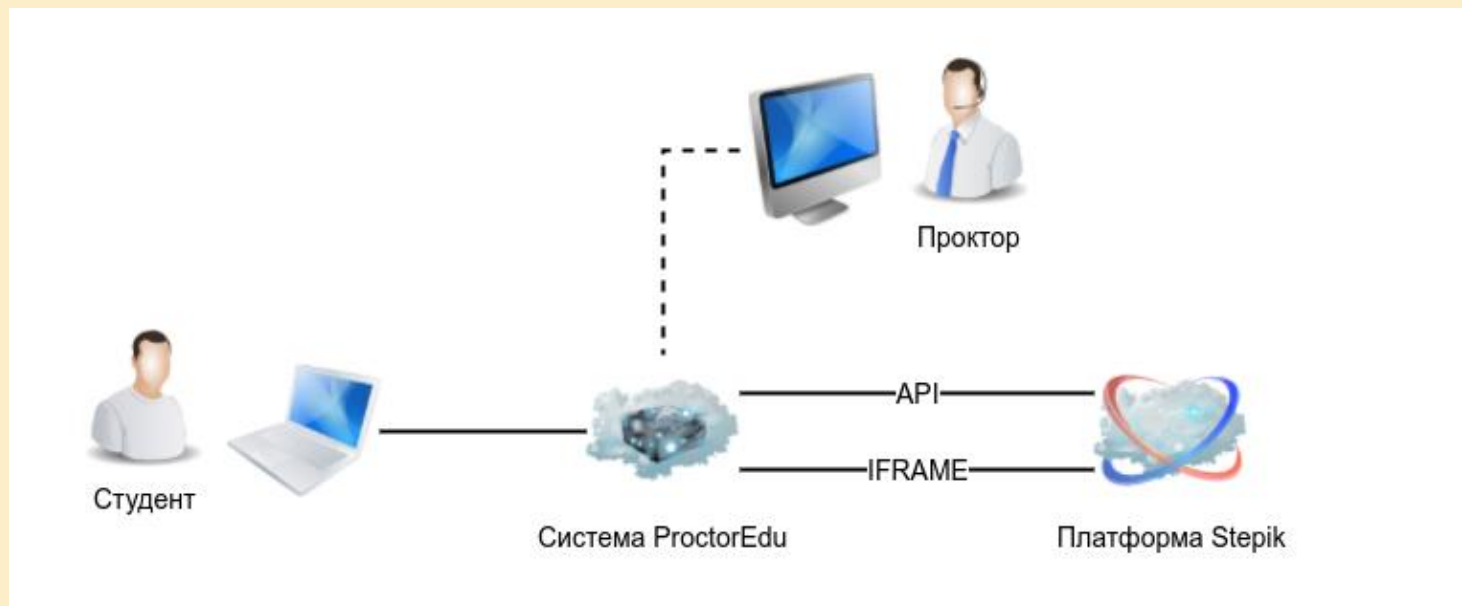 Проктор
API
IFRAME
Студент
Система ProctorEdu
Платформа Stepik